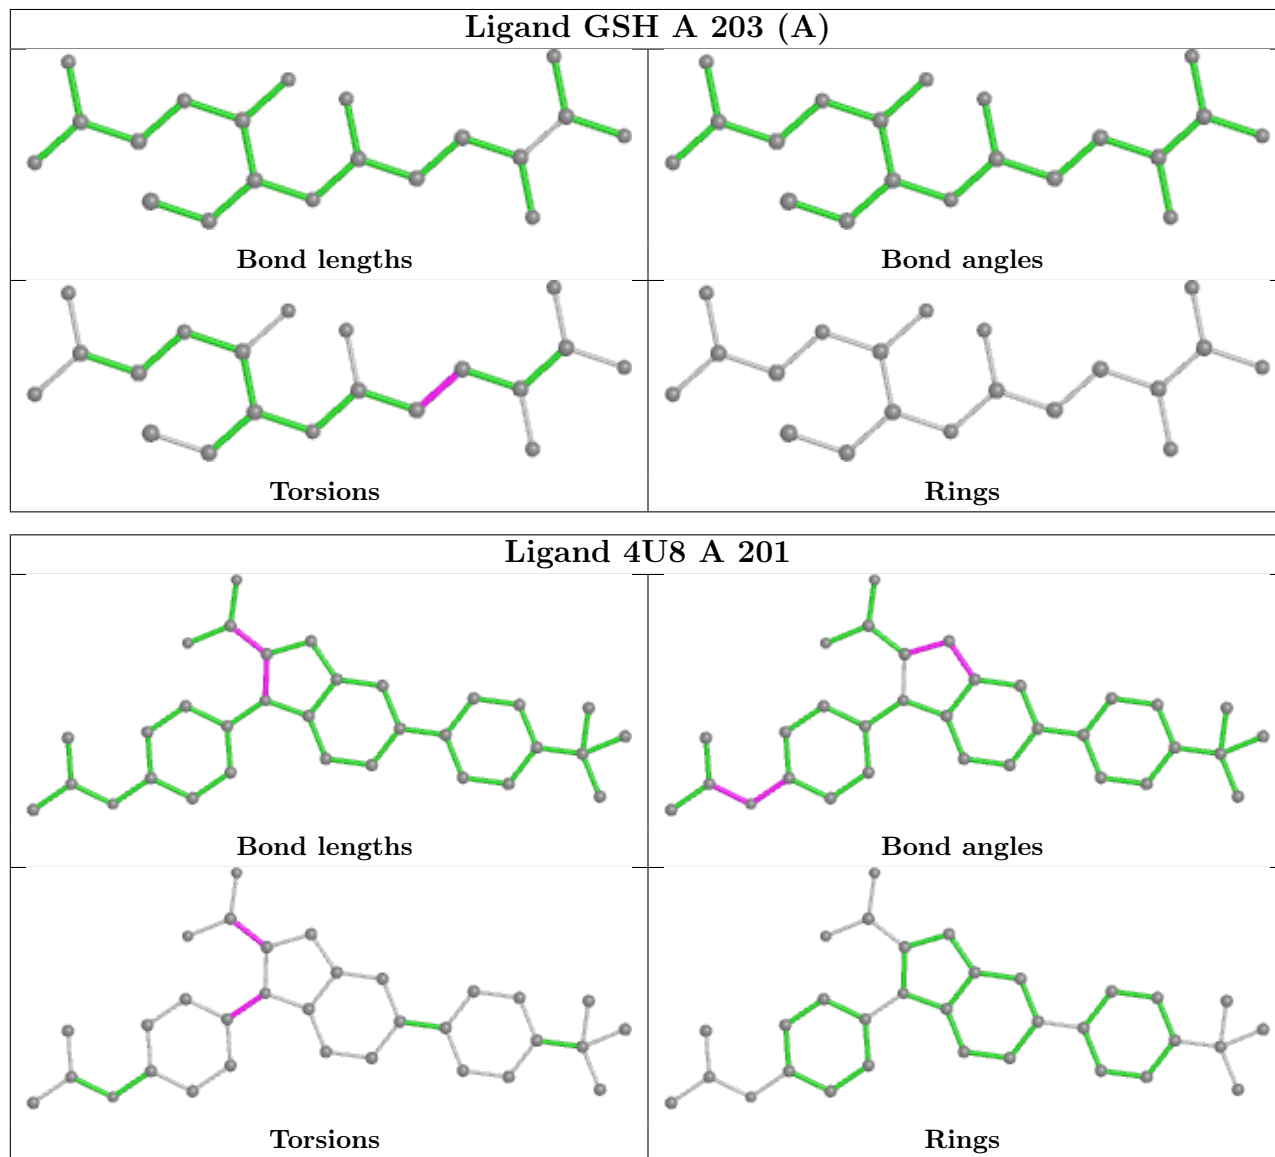 Ligand GSH A 203 (A)
Bond lengths
Bond angles
Torsions
Rings
Ligand 4U8 A 201
Bond lengths
Bond angles
Torsions
Rings